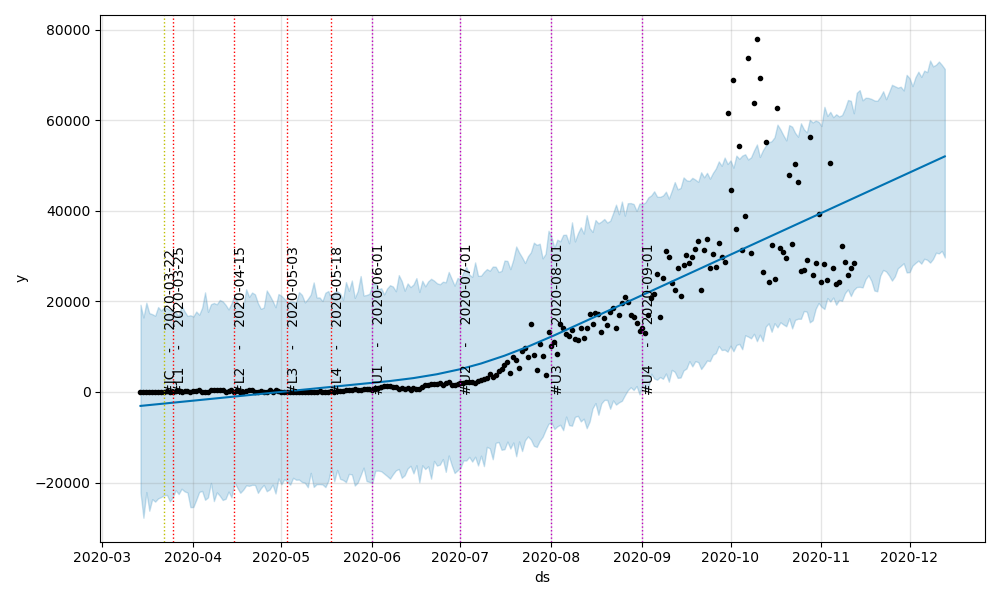 80000
60000
40000
20000
0
−20000
y
#JC - 2020-03-22
#L1 - 2020-03-25
#L2 - 2020-04-15
#L3 - 2020-05-03
#L4 - 2020-05-18
#U1 - 2020-06-01
#U2 - 2020-07-01
#U3 - 2020-08-01
#U4 - 2020-09-01
2020-03 2020-04 2020-05 2020-06 2020-07 2020-08 2020-09 2020-10 2020-11 2020-12
ds